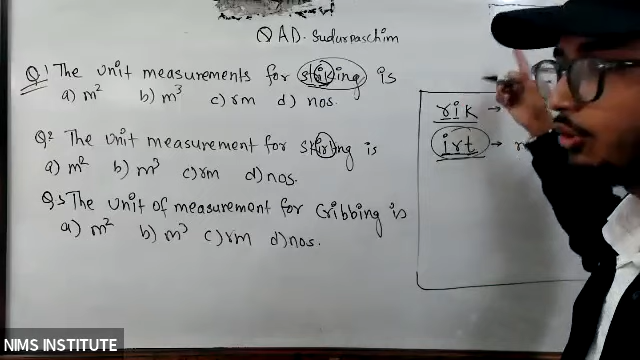 QAD. Sudurpaschim
Q1 The unit measurements for striking is
a) m² b) m³ c) rm d) nos.
Q2 The unit measurement for skirting is
a) m² b) m³ c) rm d) nos.
Q3 The unit of measurement for Cribbing is
a) m² b) m³ c) rm d) nos.
rik →
irt →
NIMS INSTITUTE